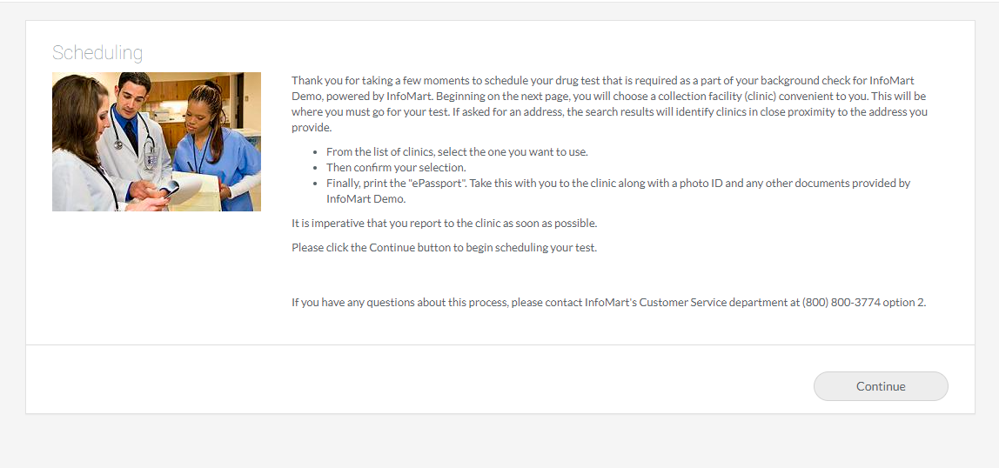 Scheduling
Thank you for taking a few moments to schedule your drug test that is required as a part of your background check for InfoMart
Demo, powered by InfoMart. Beginning on the next page, you will choose a collection facility (clinic) convenient to you. This will be
where you must go for your test. If asked for an address, the search results will identify clinics in close proximity to the address you
provide.
• From the list of clinics, select the one you want to use.
• Then confirm your selection.
• Finally, print the "ePassport". Take this with you to the clinic along with a photo ID and any other documents provided by
InfoMart Demo.
It is imperative that you report to the clinic as soon as possible.
Please click the Continue button to begin scheduling your test.
If you have any questions about this process, please contact InfoMart's Customer Service department at (800) 800-3774 option 2.
Continue